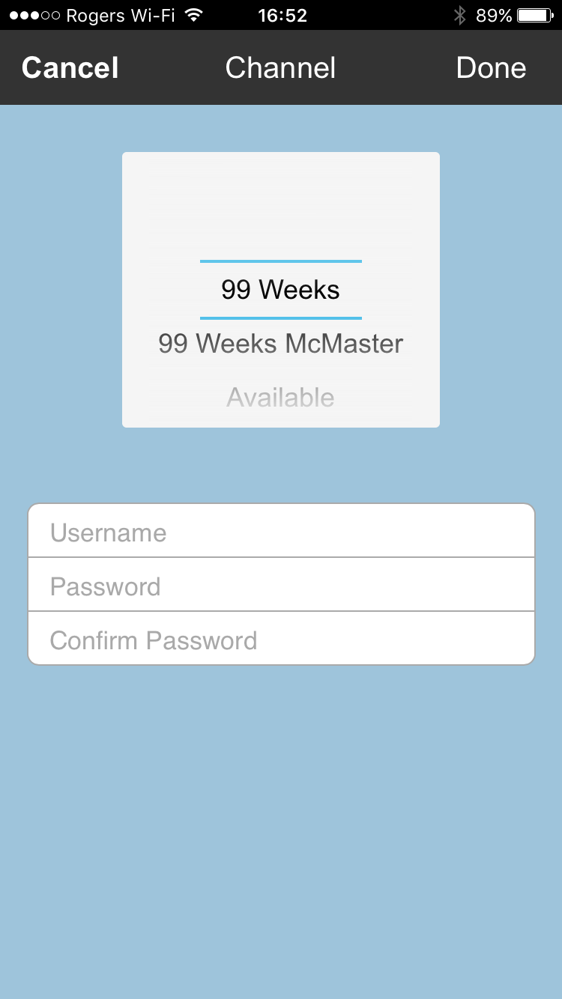 Rogers Wi-Fi 16:52 89%
Cancel Channel Done
99 Weeks
99 Weeks McMaster
Available
Username
Password
Confirm Password